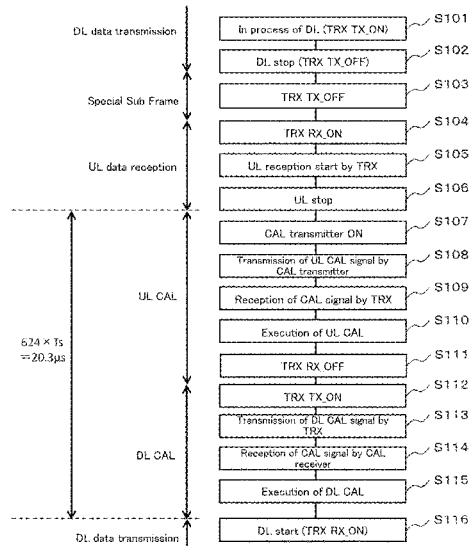 DL data transmission
In process of DL (TRX TX_ON)
S101
DL stop (TRX TX_OFF)
S102
Special Sub Frame
TRX TX_OFF
S103
TRX RX_ON
S104
UL data reception
UL reception start by TRX
S105
UL stop
S106
CAL transmitter ON
S107
Transmission of UL CAL signal by
CAL transmitter
S108
UL CAL
Reception of CAL signal by TRX
S109
Execution of UL CAL
S110
624×Ts
=20.3μs
TRX RX_OFF
S111
TRX TX_ON
S112
Transmission of DL CAL signal by
TRX
S113
DL CAL
Reception of CAL signal by CAL
receiver
S114
Execution of DL CAL
S115
DL data transmission
DL start (TRX RX_ON)
S116